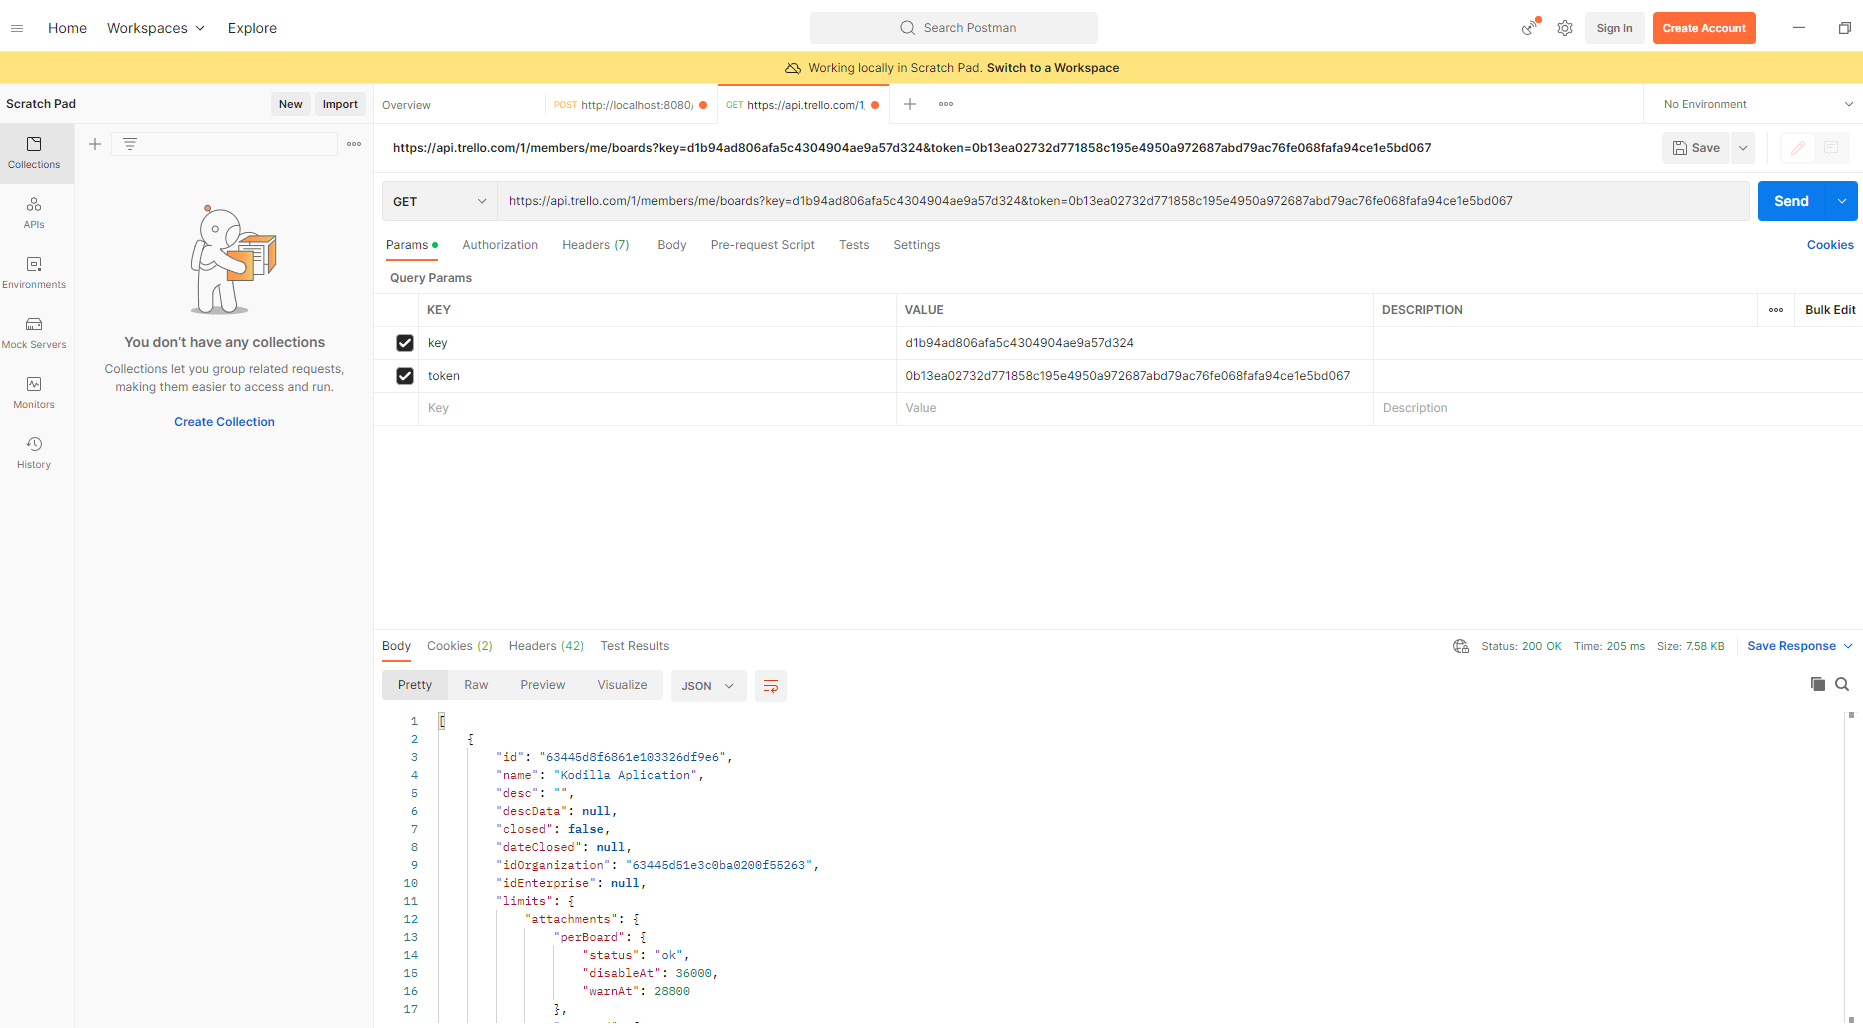 Home Workspaces Explore Search Postman Sign In Create Account
Working locally in Scratch Pad. Switch to a Workspace
Scratch Pad New Import
Overview POST http://localhost:8080/ GET https://api.trello.com/1, No Environment
Collections
APIs
Environments
Mock Servers
Monitors
History
You don't have any collections
Collections let you group related requests,
making them easier to access and run.
Create Collection
https://api.trello.com/1/members/me/boards?key=d1b94ad806afa5c4304904ae9a57d324&token=0b13ea02732d771858c195e4950a972687abd79ac76fe068fafa94ce1e5bd067
Save
GET https://api.trello.com/1/members/me/boards?key=d1b94ad806afa5c4304904ae9a57d324&token=0b13ea02732d771858c195e4950a972687abd79ac76fe068fafa94ce1e5bd067 Send
Params Authorization Headers (7) Body Pre-request Script Tests Settings Cookies
Query Params
KEY VALUE DESCRIPTION Bulk Edit
key d1b94ad806afa5c4304904ae9a57d324
token 0b13ea02732d771858c195e4950a972687abd79ac76fe068fafa94ce1e5bd067
Key Value Description
Body Cookies (2) Headers (42) Test Results Status: 200 OK Time: 205 ms Size: 7.58 KB Save Response
Pretty Raw Preview Visualize JSON
1 [
2 {
3 "id": "63445d8f6861e103326df9e6",
4 "name": "Kodilla Aplication",
5 "desc": "",
6 "descData": null,
7 "closed": false,
8 "dateClosed": null,
9 "idOrganization": "63445d51e3c0ba0200f55263",
10 "idEnterprise": null,
11 "limits": {
12 "attachments": {
13 "perBoard": {
14 "status": "ok",
15 "disableAt": 36000,
16 "warnAt": 28800
17 },